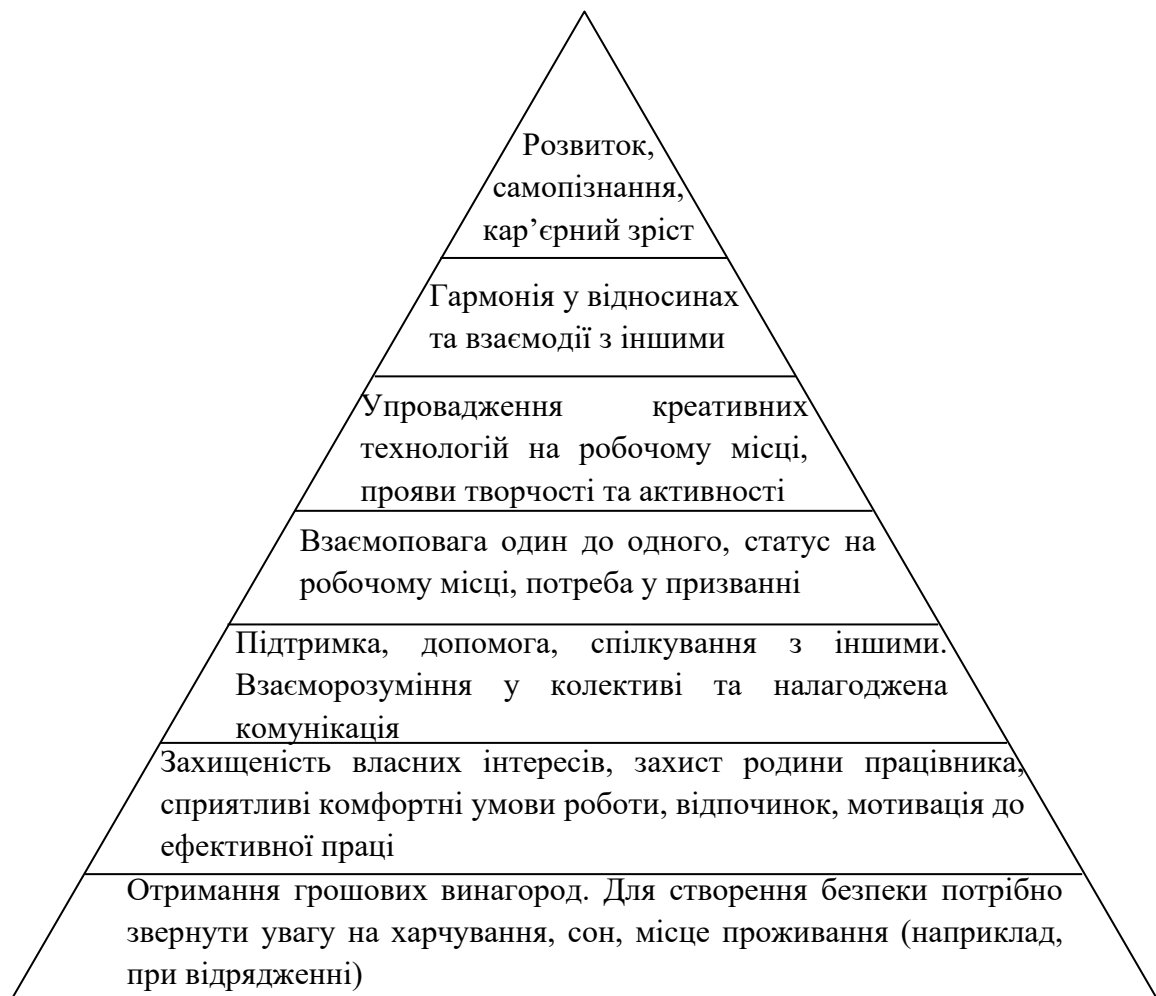 Розвиток,
самопізнання,
кар’єрний зріст
Гармонія у відносинах
та взаємодії з іншими
Упровадження креативних
технологій на робочому місці,
прояви творчості та активності
Взаємоповага один до одного, статус на
робочому місці, потреба у призванні
Підтримка, допомога, спілкування з іншими.
Взаєморозуміння у колективі та налагоджена
комунікація
Захищеність власних інтересів, захист родини працівника,
сприятливі комфортні умови роботи, відпочинок, мотивація до
ефективної праці
Отримання грошових винагород. Для створення безпеки потрібно
звернути увагу на харчування, сон, місце проживання (наприклад,
при відрядженні)